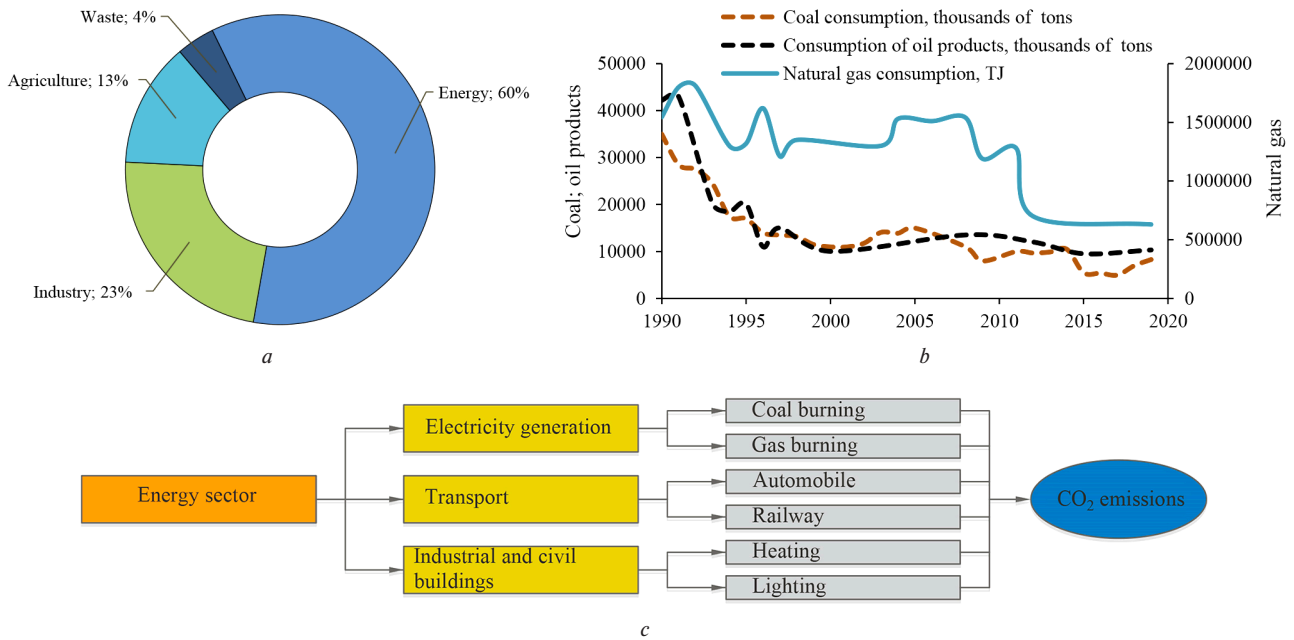 Waste; 4%
Agriculture; 13%
Energy; 60%
Industry; 23%
a
Coal consumption, thousands of tons
Consumption of oil products, thousands of tons
Natural gas consumption, TJ
Coal; oil products
50000
40000
30000
20000
10000
0
2000000
1500000
1000000
500000
0
Natural gas
1990 1995 2000 2005 2010 2015 2020
b
Energy sector
Electricity generation
Transport
Industrial and civil
buildings
Coal burning
Gas burning
Automobile
Railway
Heating
Lighting
CO₂ emissions
c